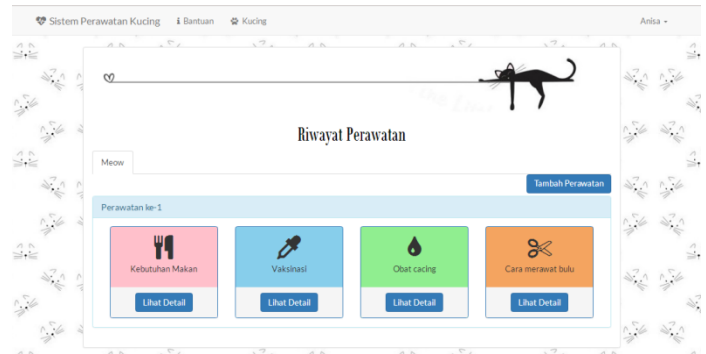 Sistem Perawatan Kucing Bantuan Kucing Anisa
Riwayat Perawatan
Meow
Tambah Perawatan
Perawatan ke-1
Kebutuhan Makan Vaksinasi Obat cacing Cara merawat bulu
Lihat Detail Lihat Detail Lihat Detail Lihat Detail